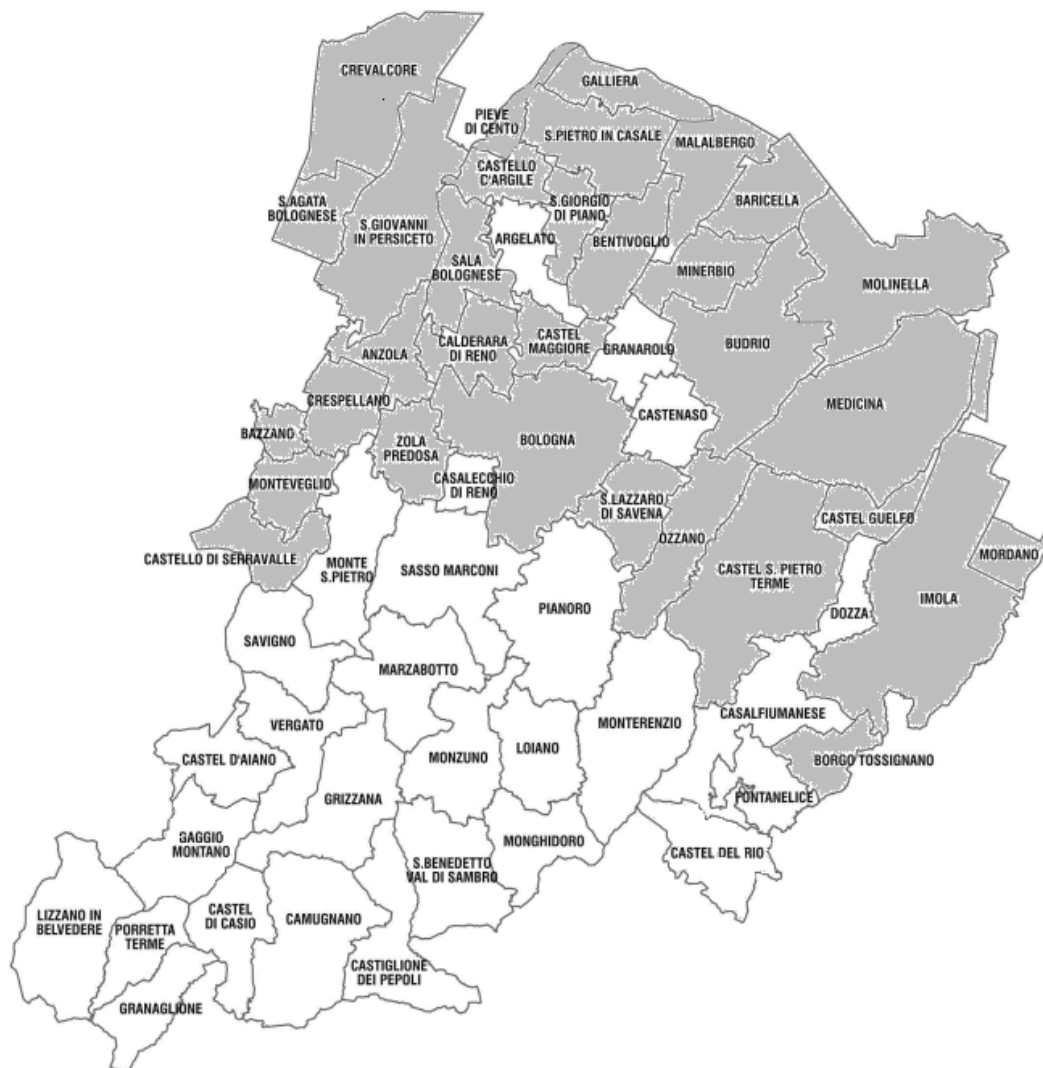 CREVALCORE
GALLIERA
PIEVE
DI CENTO
S.PIETRO IN CASALE
MALALBERGO
CASTELLO
C'ARGILE
S.AGATA
BOLOGNESE
S.GIORGIO
DI PIANO
BARICELLA
S.GIOVANNI
IN PERSICETO
ARGELATO
BENTIVOGLIO
SALA
BOLOGNESE
MINERBIO
MOLINELLA
CALDERARA
DI RENO
CASTEL
MAGGIORE
GRANAROLO
BUDRIO
ANZOLA
CRESPELLANO
MEDICINA
CASTENASO
BAZZANO
ZOLA
PREDOSA
BOLOGNA
CASALECCHIO
DI RENO
MONTEVEGLIO
S.LAZZARO
DI SAVENA
CASTEL GUELFO
OZZANO
CASTELLO DI SERRAVALLE
MONTE
S.PIETRO
SASSO MARCONI
CASTEL S. PIETRO
TERME
MORDANO
IMOLA
PIANORO
DOZZA
SAVIGNO
MARZABOTTO
CASALFIUMANESE
VERGATO
MONTERENZIO
CASTEL D'AIANO
MONZUNO
LOIANO
BORGO TOSSIGNANO
GRIZZANA
FONTANELICE
GAGGIO
MONTANO
S.BENEDETTO
VAL DI SAMBRO
MONGHIDORO
CASTEL DEL RIO
LIZZANO IN
BELVEDERE
PORRETTA
TERME
CASTEL
DI CASIO
CAMUGNANO
CASTIGLIONE
DEI PEPOLI
GRANAGLIONE